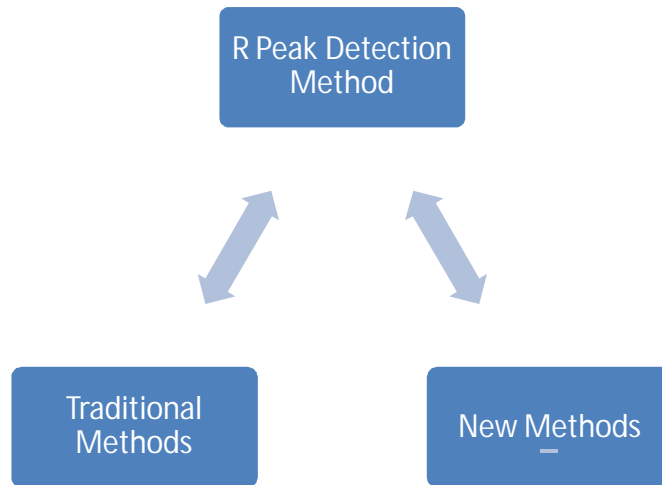 R Peak Detection
Method
Traditional
Methods
New Methods